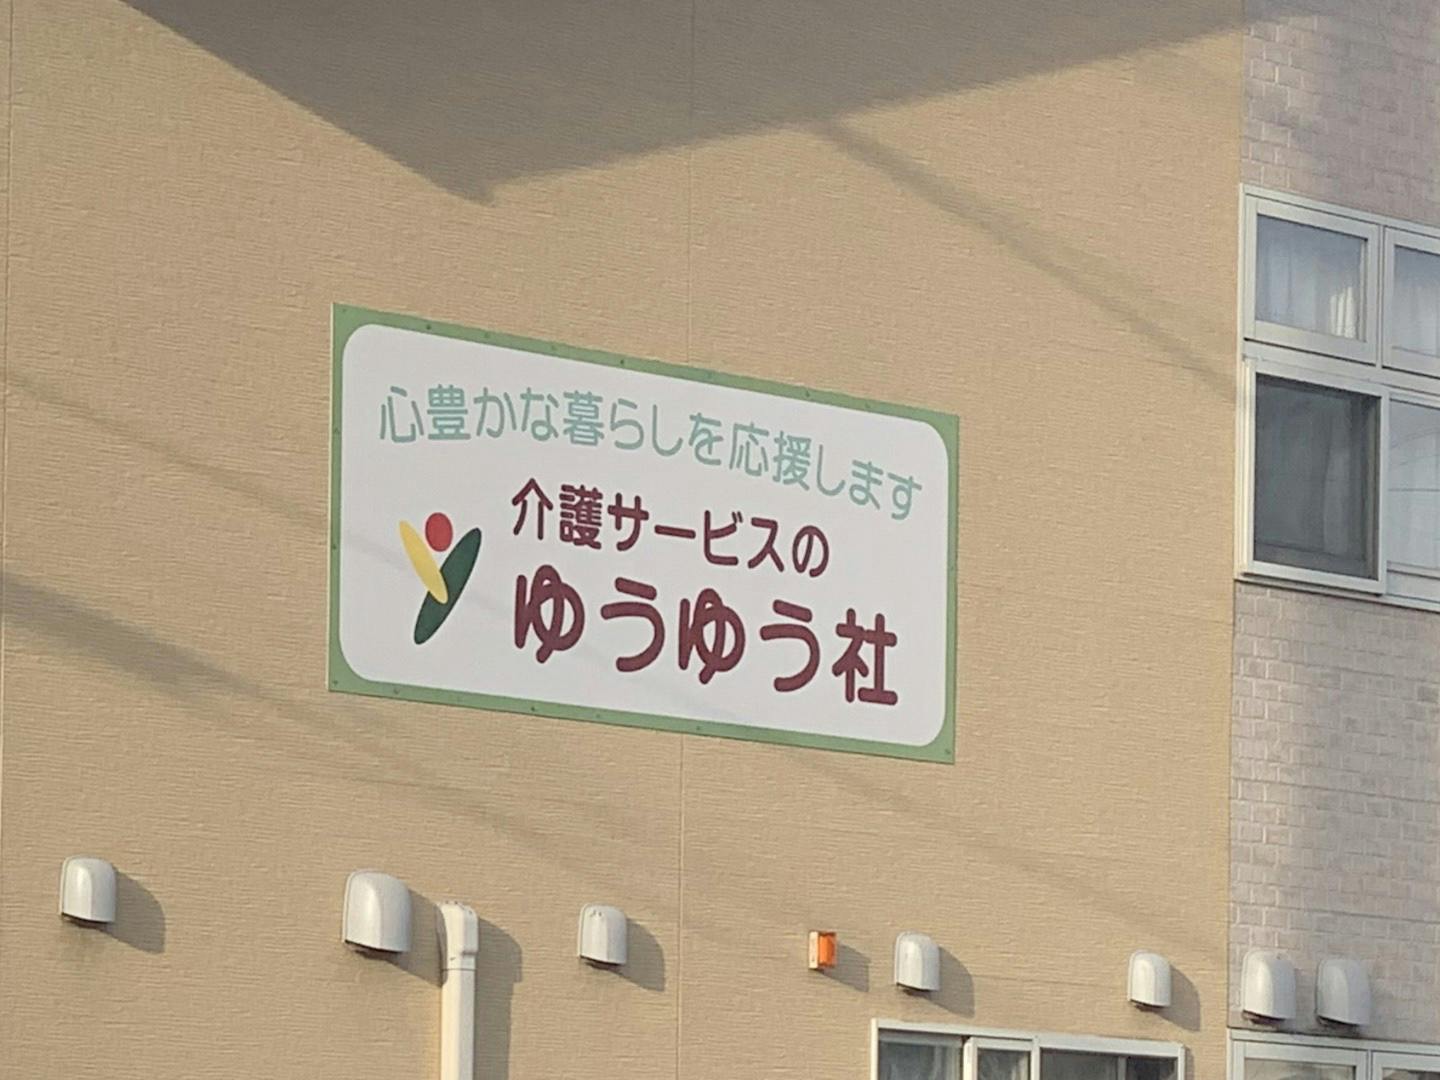 心豊かな暮らしを応援します
介護サービスの
ゆうゆう社